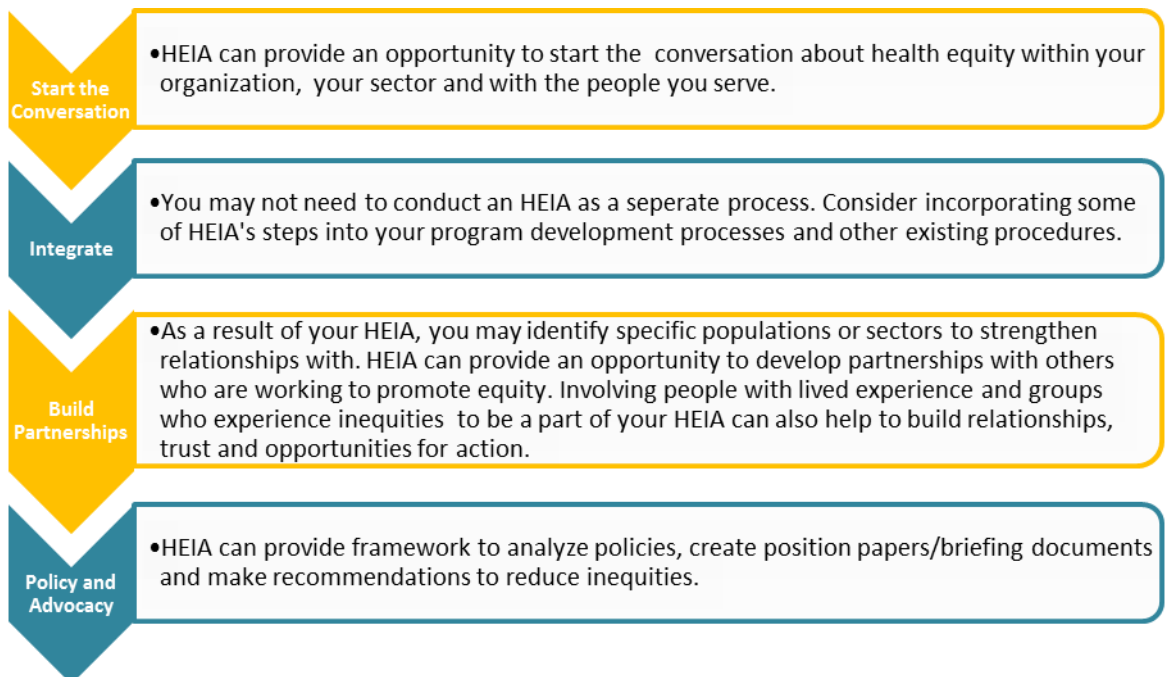 Start the
Conversation
•HEIA can provide an opportunity to start the  conversation about health equity within your
organization,  your sector and with the people you serve.
Integrate
•You may not need to conduct an HEIA as a seperate process. Consider incorporating some
of HEIA's steps into your program development processes and other existing procedures.
Build
Partnerships
•As a result of your HEIA, you may identify specific populations or sectors to strengthen
relationships with. HEIA can provide an opportunity to develop partnerships with others
who are working to promote equity. Involving people with lived experience and groups
who experience inequities  to be a part of your HEIA can also help to build relationships,
trust and opportunities for action.
Policy and
Advocacy
•HEIA can provide framework to analyze policies, create position papers/briefing documents
and make recommendations to reduce inequities.